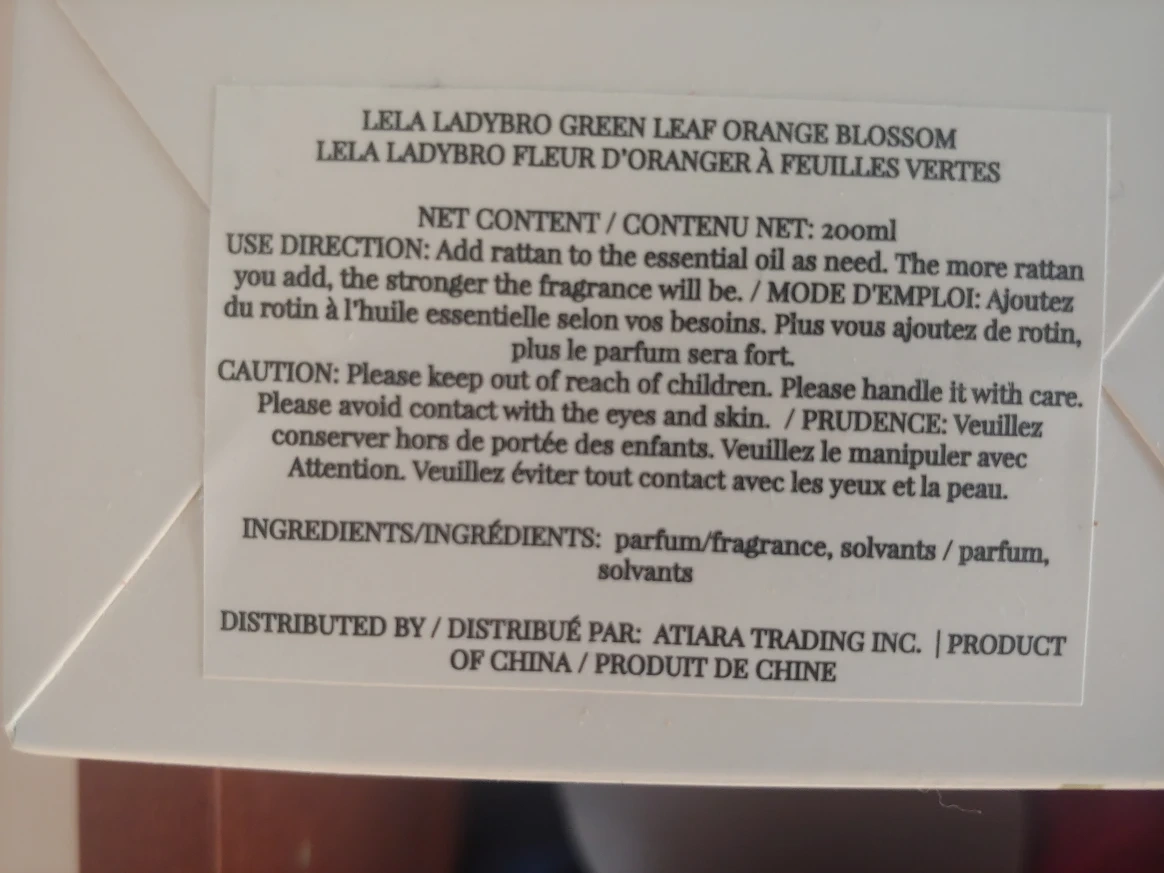 LELA LADYBRO GREEN LEAF ORANGE BLOSSOM
LELA LADYBRO FLEUR D'ORANGER À FEUILLES VERTES
NET CONTENT / CONTENU NET: 200ml
USE DIRECTION: Add rattan to the essential oil as need. The more rattan
you add, the stronger the fragrance will be. / MODE D'EMPLOI: Ajoutez
du rotin à l'huile essentielle selon vos besoins. Plus vous ajoutez de rotin,
plus le parfum sera fort.
CAUTION: Please keep out of reach of children. Please handle it with care.
Please avoid contact with the eyes and skin. / PRUDENCE: Veuillez
conserver hors de portée des enfants. Veuillez le manipuler avec
Attention. Veuillez éviter tout contact avec les yeux et la peau.
INGREDIENTS/INGRÉDIENTS: parfum/fragrance, solvants / parfum,
solvants
DISTRIBUTED BY / DISTRIBUÉ PAR: ATIARA TRADING INC. | PRODUCT
OF CHINA / PRODUIT DE CHINE